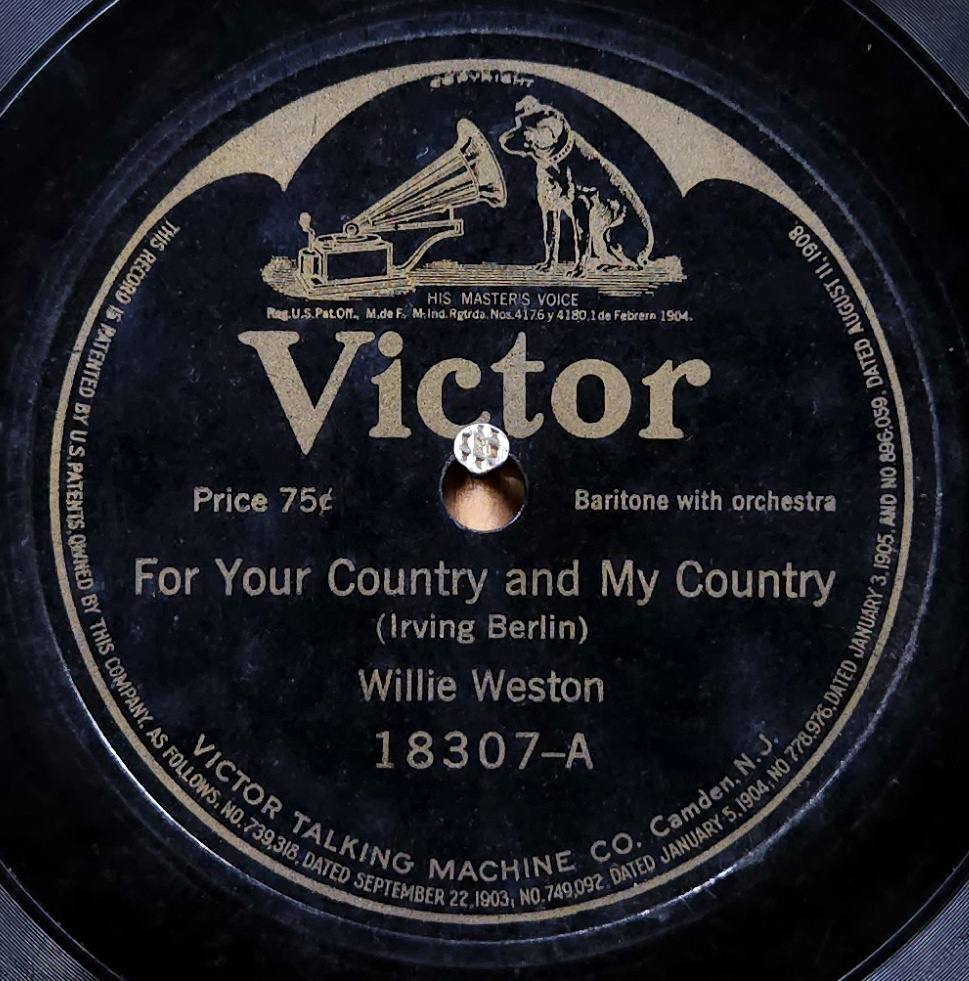 COPYRIGHT
HIS MASTER'S VOICE
Reg.U.S.Pat.Off., M.de F. M.Ind.Rgtrda. Nos.4176 y 4180,1 de Febrero 1904.
Victor
Price 75¢
Baritone with orchestra
For Your Country and My Country
(Irving Berlin)
Willie Weston
18307-A
VICTOR TALKING MACHINE CO. Camden, N.J.
THIS RECORD IS PATENTED BY U.S. PATENTS, OWNED BY THIS COMPANY, AS FOLLOWS: NO. 739,318, DATED SEPTEMBER 22,1903; NO. 749,092, DATED JANUARY 5,1904; NO. 778,976, DATED JANUARY 3,1905, AND NO 896,059, DATED AUGUST 11, 1908